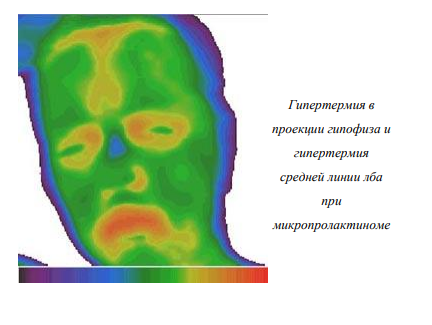 Гипертермия в
проекции гипофиза и
гипертермия
средней линии лба
при
микропролактиноме